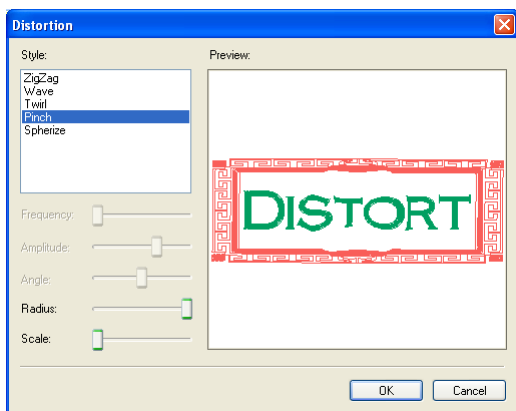 Distortion
Style:
Preview:
ZigZag
Wave
Twirl
Pinch
Spherize
Frequency:
Amplitude:
Angle:
Radius:
Scale:
DISTORT
OK
Cancel